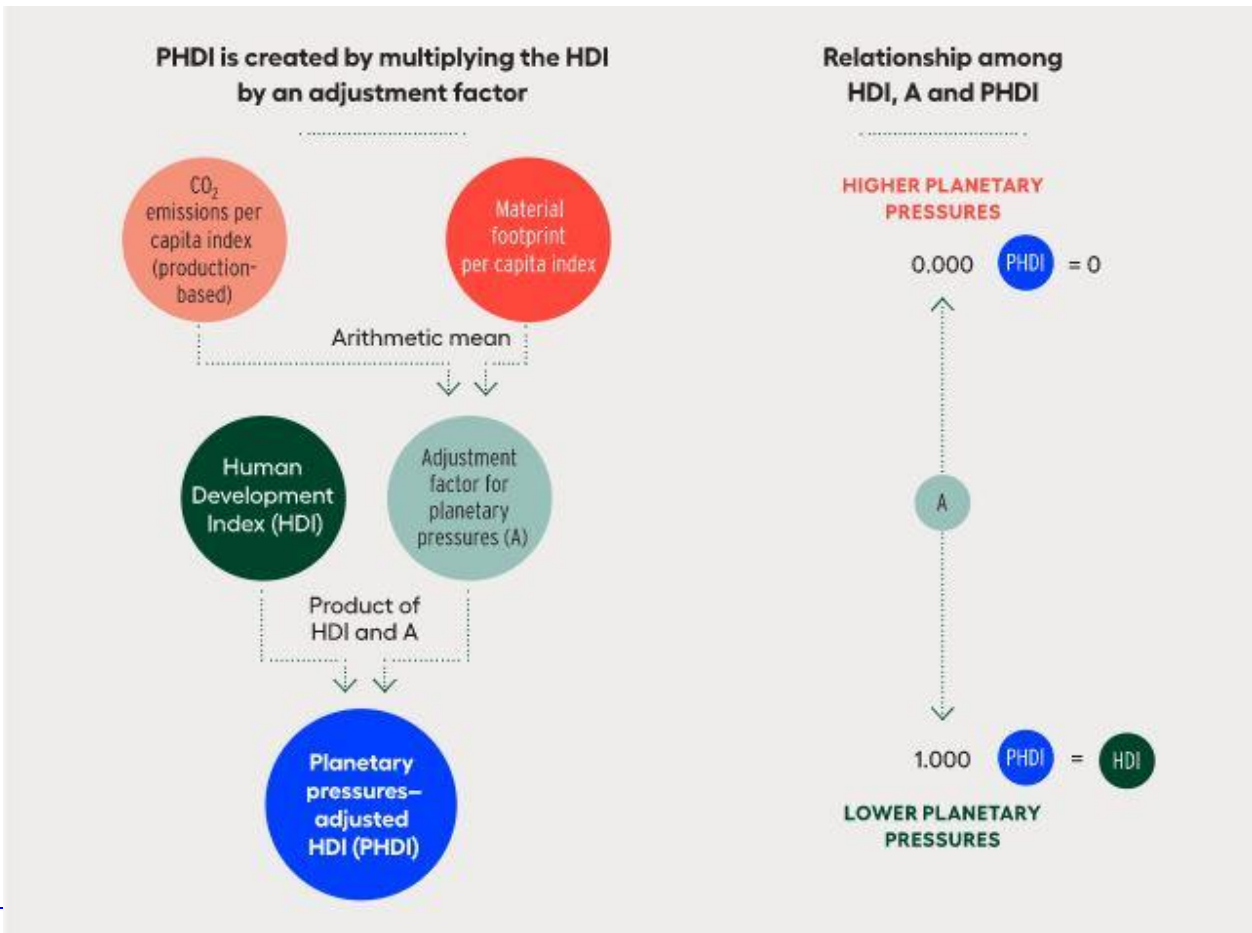 PHDI is created by multiplying the HDI
by an adjustment factor
CO₂
emissions per
capita index
(production-
based)
Material
footprint
per capita index
Arithmetic mean
Human
Development
Index (HDI)
Adjustment
factor for
planetary
pressures (A)
Product of
HDI and A
Planetary
pressures–
adjusted
HDI (PHDI)
Relationship among
HDI, A and PHDI
HIGHER PLANETARY
PRESSURES
0.000 PHDI = 0
A
1.000 PHDI = HDI
LOWER PLANETARY
PRESSURES